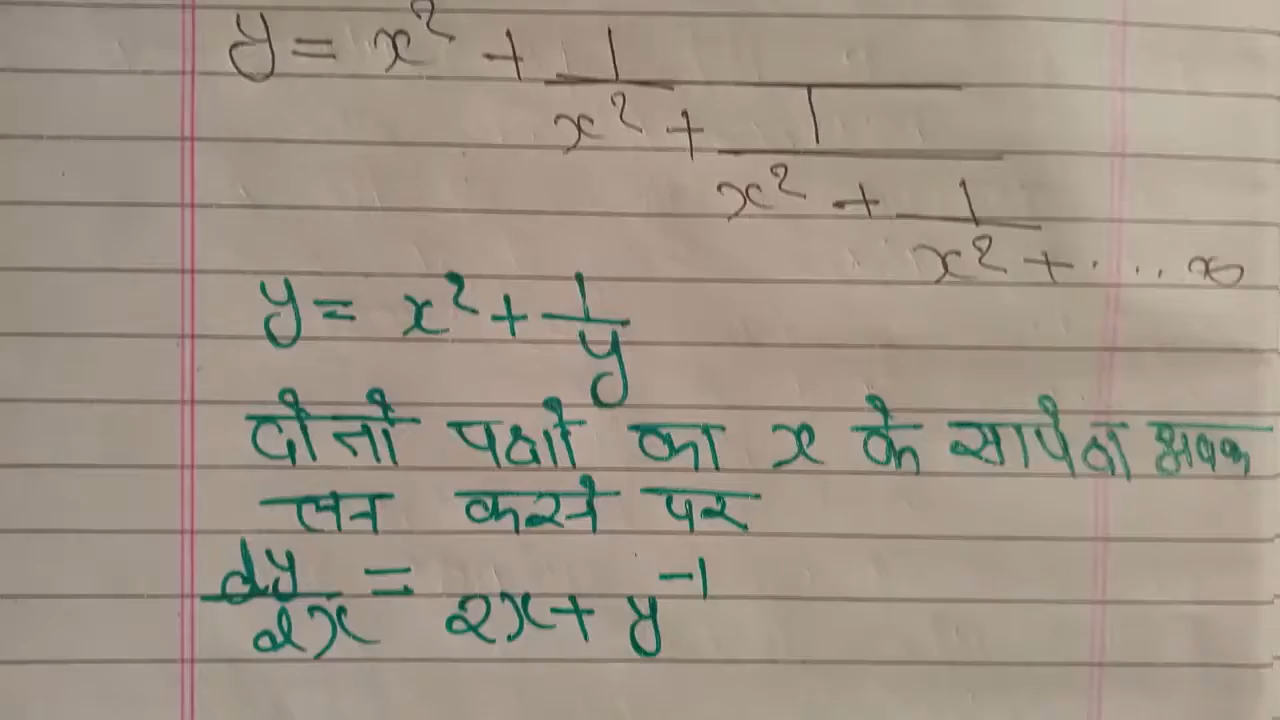 y = x² + 1
x² + 1
x² + 1
x² + .... ∞
y = x² + 1/y
दोनो पक्षो का x के सापेक्ष अवक
लन करने पर
dy/dx = 2x + y⁻¹